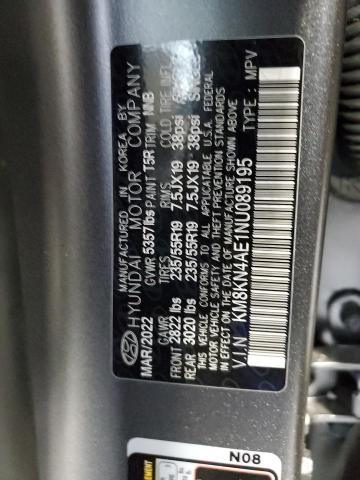 MANUFACTURED IN KOREA BY
HYUNDAI MOTOR COMPANY
MAR/2022 GVWR 5357lbs PAINT T5R TRIM NNB
GAWR TIRES RIMS COLD TIRE INFL
FRONT 2822 lbs 235/55R19 7.5JX19 38psi
REAR 3020 lbs 235/55R19 7.5JX19 38psi
THIS VEHICLE CONFORMS TO ALL APPLICABLE U.S.A FEDERAL
MOTOR VEHICLE SAFETY AND THEFT PREVENTION STANDARDS
IN EFFECT ON THE DATE OF MANUFACTURE SHOWN ABOVE.
V.I.N : KM8KN4AE1NU089195 TYPE : MPV
N08